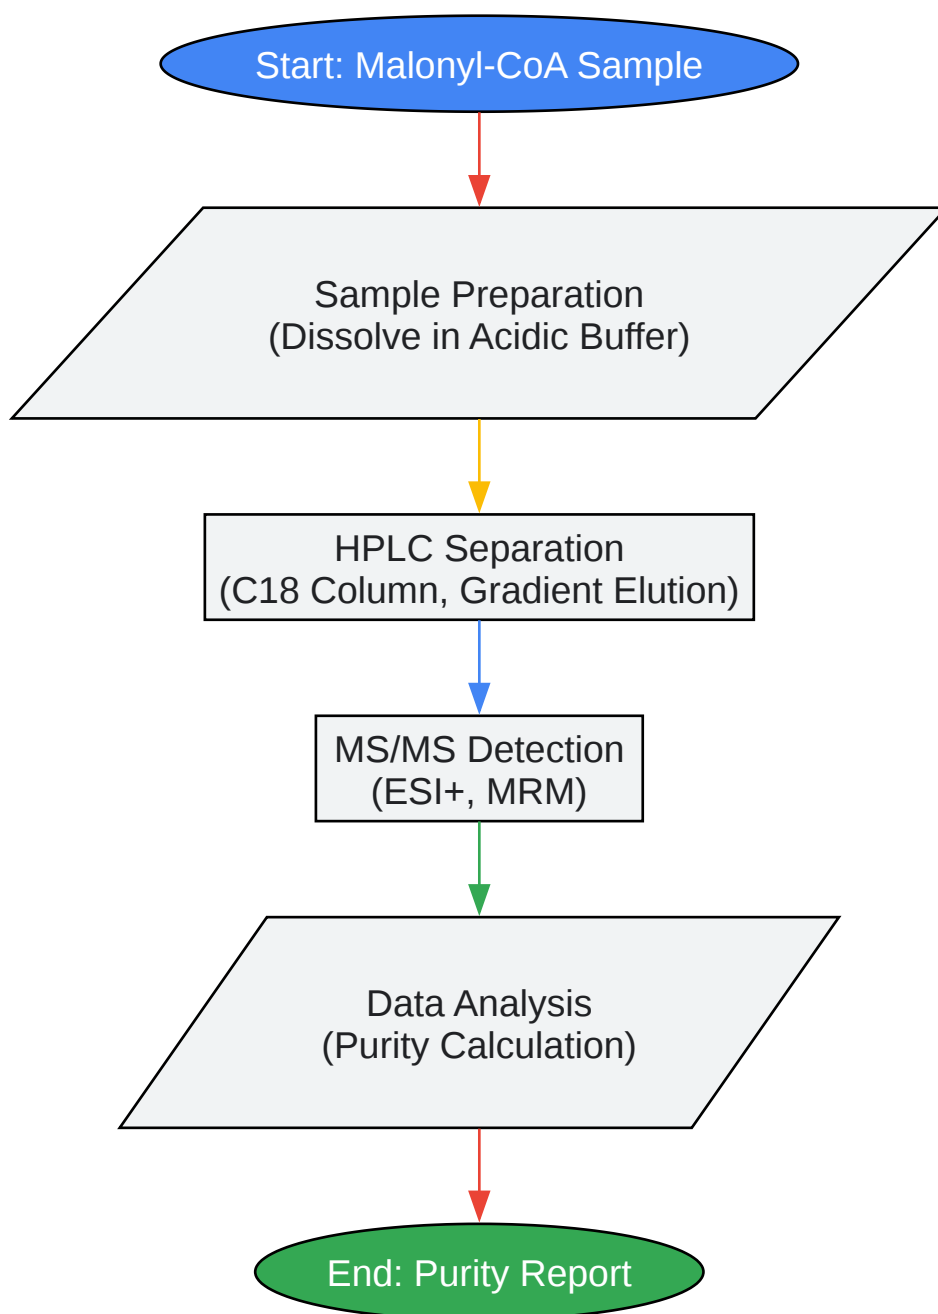 Start: Malonyl-CoA Sample
Sample Preparation
(Dissolve in Acidic Buffer)
HPLC Separation
(C18 Column, Gradient Elution)
MS/MS Detection
(ESI+, MRM)
Data Analysis
(Purity Calculation)
End: Purity Report